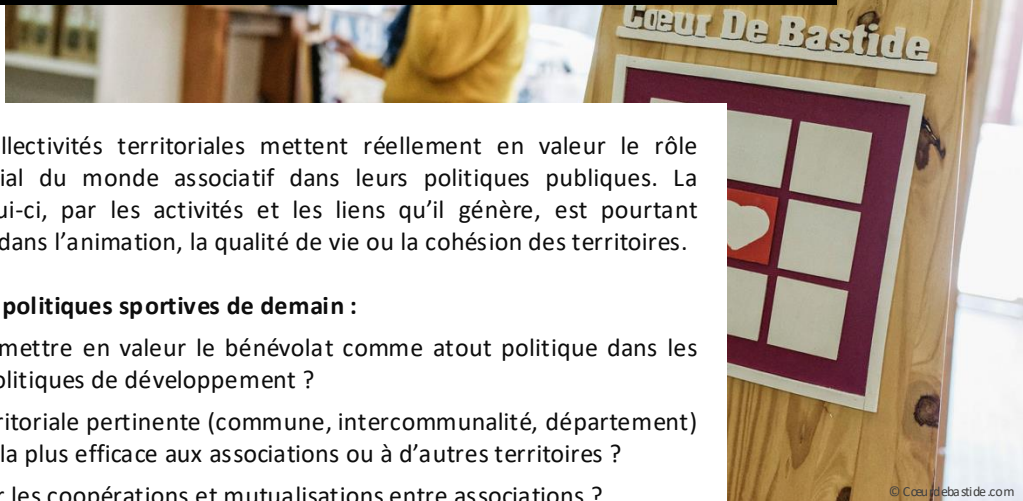 Cœur De Bastide
llectivités territoriales mettent réellement en valeur le rôle
ial du monde associatif dans leurs politiques publiques. La
ui-ci, par les activités et les liens qu’il génère, est pourtant
dans l’animation, la qualité de vie ou la cohésion des territoires.
politiques sportives de demain :
mettre en valeur le bénévolat comme atout politique dans les
olitiques de développement ?
ritoriale pertinente (commune, intercommunalité, département)
la plus efficace aux associations ou à d’autres territoires ?
r les coopérations et mutualisations entre associations ?
© Cœurdebastide.com